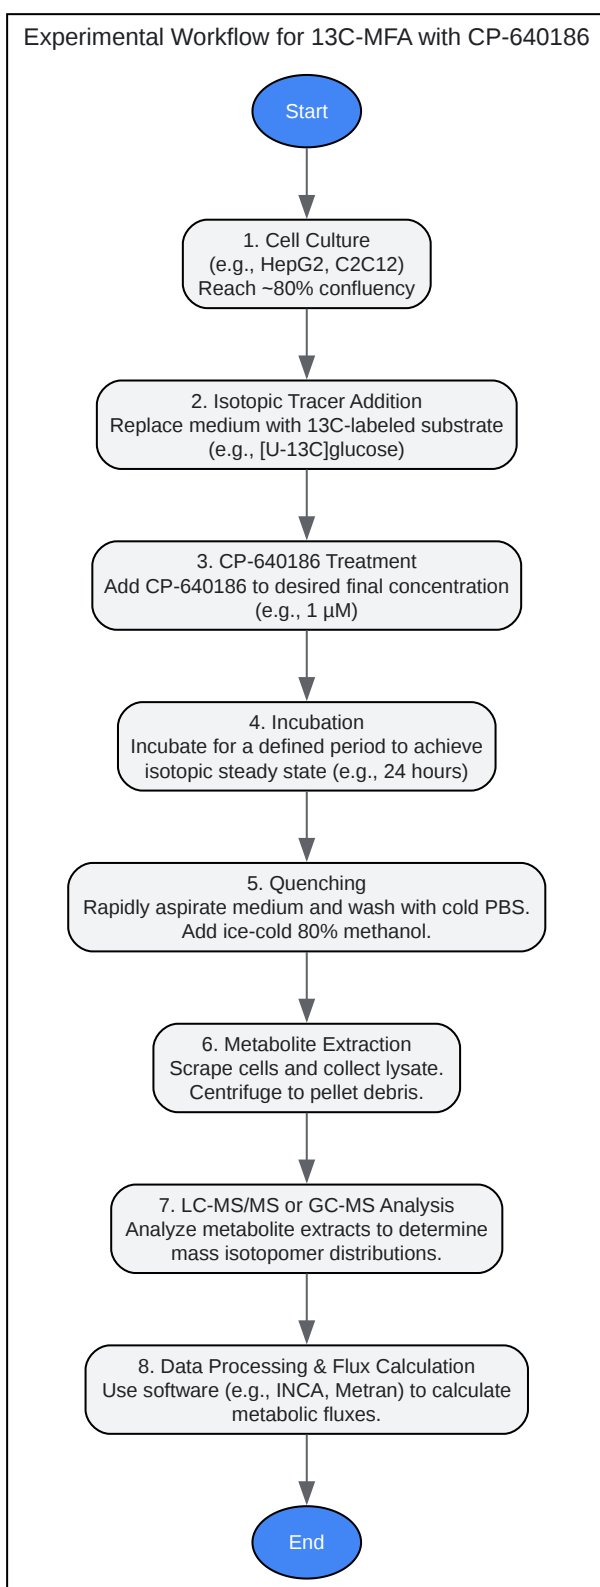 Experimental Workflow for 13C-MFA with CP-640186
Start
1. Cell Culture
(e.g., HepG2, C2C12)
Reach ~80% confluency
2. Isotopic Tracer Addition
Replace medium with 13C-labeled substrate
(e.g., [U-13C]glucose)
3. CP-640186 Treatment
Add CP-640186 to desired final concentration
(e.g., 1 µM)
4. Incubation
Incubate for a defined period to achieve
isotopic steady state (e.g., 24 hours)
5. Quenching
Rapidly aspirate medium and wash with cold PBS.
Add ice-cold 80% methanol.
6. Metabolite Extraction
Scrape cells and collect lysate.
Centrifuge to pellet debris.
7. LC-MS/MS or GC-MS Analysis
Analyze metabolite extracts to determine
mass isotopomer distributions.
8. Data Processing & Flux Calculation
Use software (e.g., INCA, Metran) to calculate
metabolic fluxes.
End